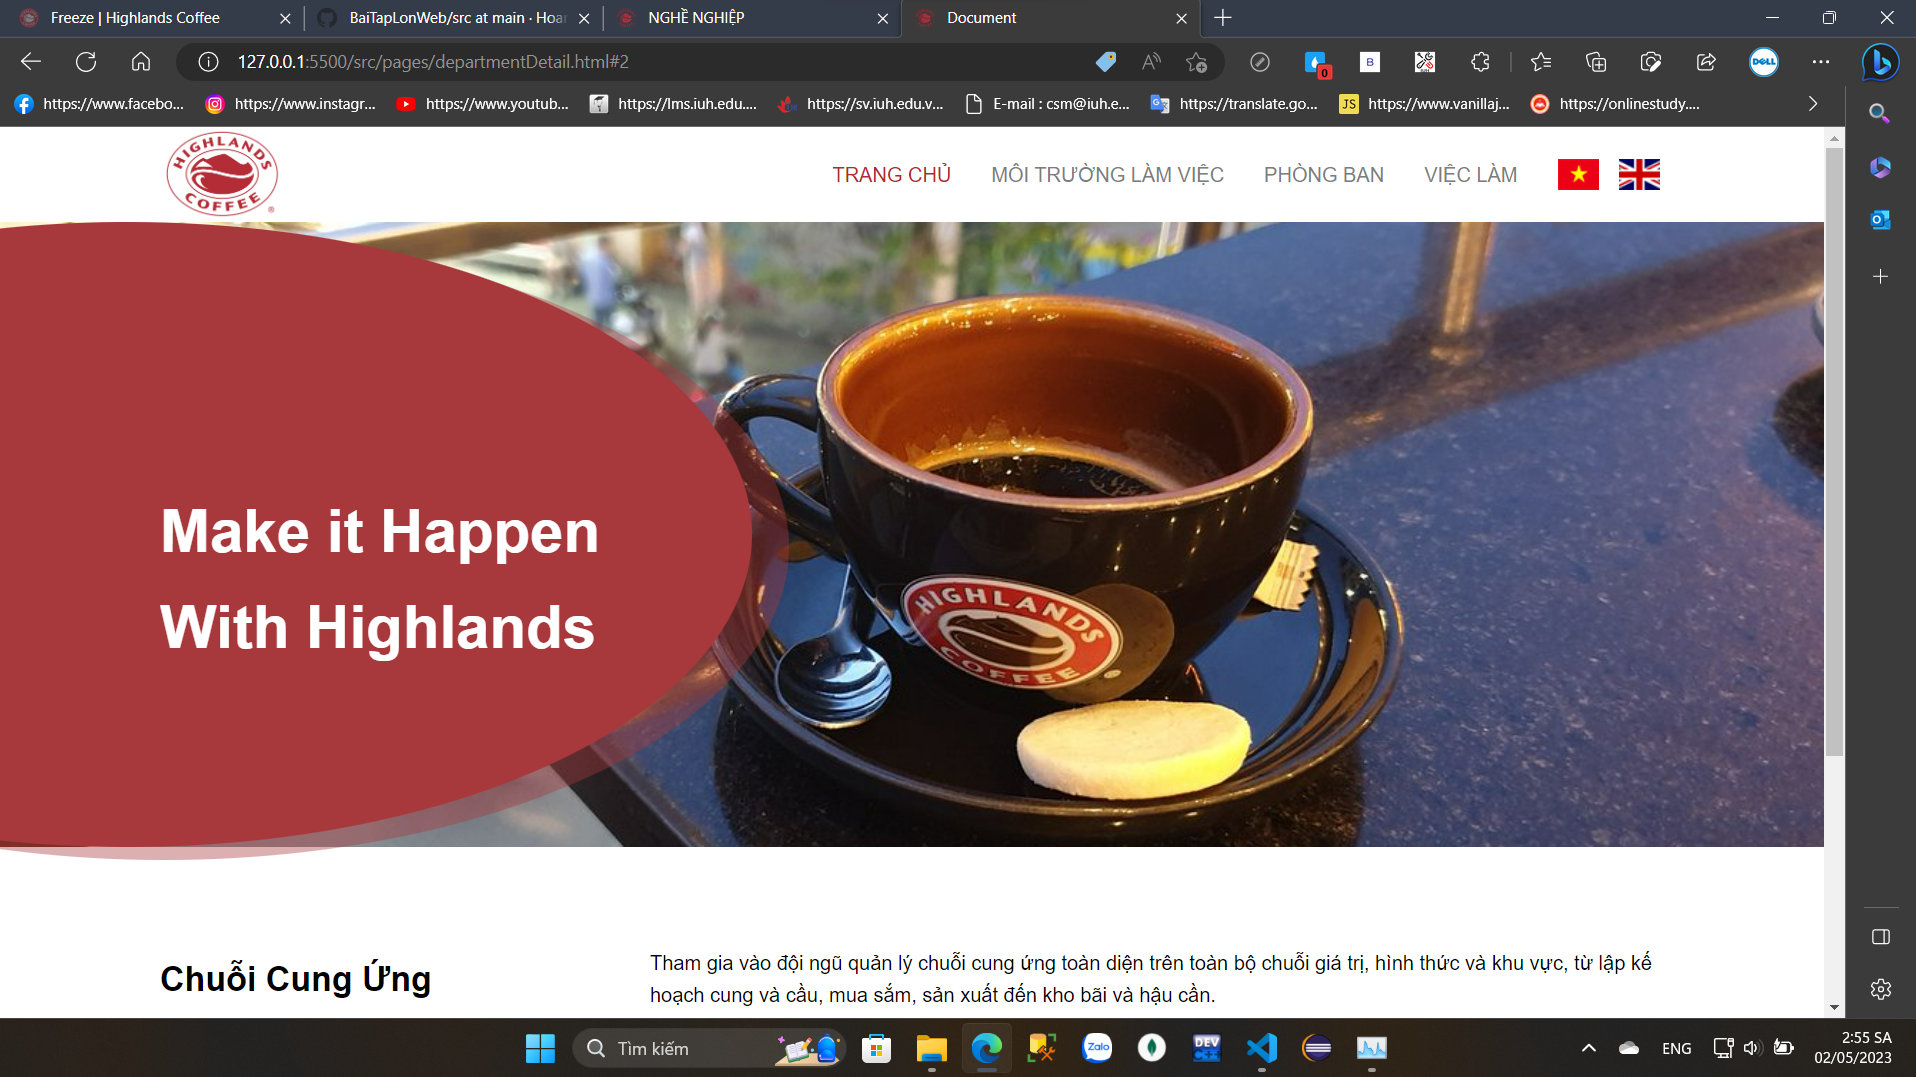 Freeze | Highlands Coffee
BaiTapLonWeb/src at main · Hoa
NGHỀ NGHIỆP
Document
127.0.0.1:5500/src/pages/departmentDetail.html#2
0
B
DELL
https://www.facebo...
https://www.instagr...
https://www.youtub...
https://lms.iuh.edu....
https://sv.iuh.edu.v...
E-mail : csm@iuh.e...
https://translate.go...
JS
https://www.vanillaj...
https://onlinestudy....
HIGHLANDS
COFFEE
®
TRANG CHỦ
MÔI TRƯỜNG LÀM VIỆC
PHÒNG BAN
VIỆC LÀM
Make it Happen
With Highlands
HIGHLANDS
COFFEE
®
Chuỗi Cung Ứng
Tham gia vào đội ngũ quản lý chuỗi cung ứng toàn diện trên toàn bộ chuỗi giá trị, hình thức và khu vực, từ lập kế
hoạch cung và cầu, mua sắm, sản xuất đến kho bãi và hậu cần.
Tìm kiếm
Zalo
DEV
C++
ENG
2:55 SA
02/05/2023